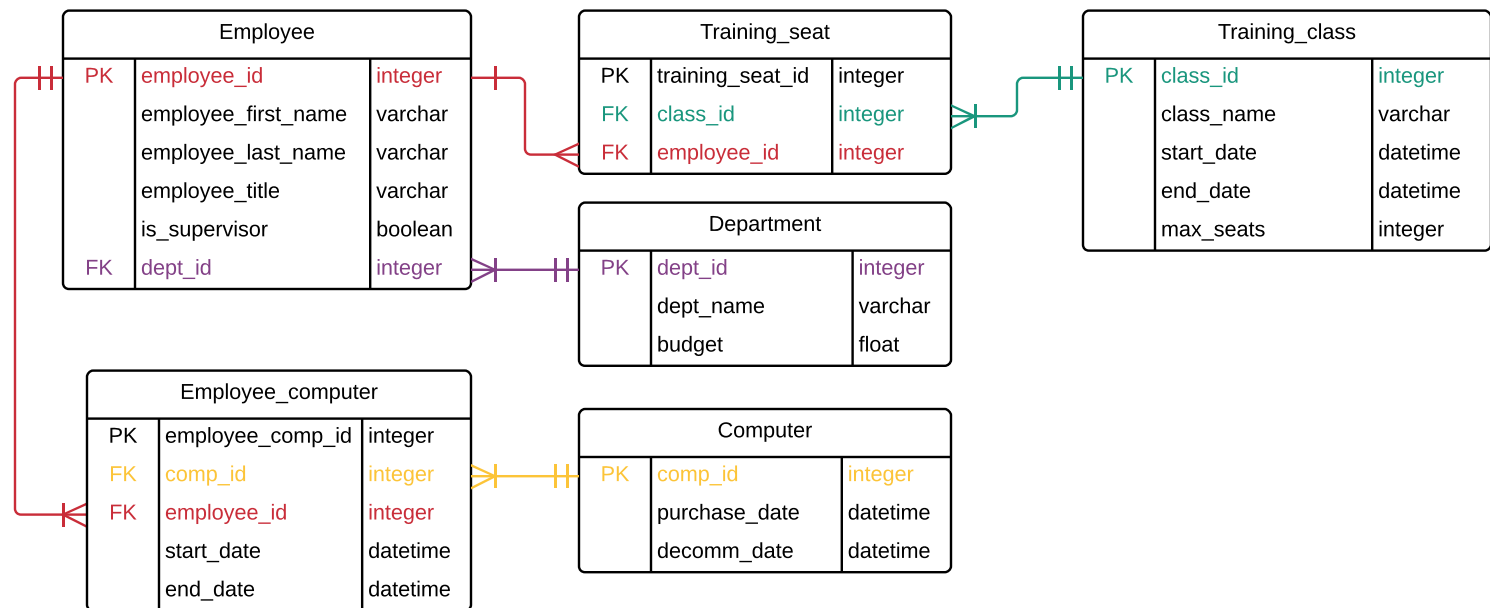 Employee
PK employee_id integer
employee_first_name varchar
employee_last_name varchar
employee_title varchar
is_supervisor boolean
FK dept_id integer
Training_seat
PK training_seat_id integer
FK class_id integer
FK employee_id integer
Training_class
PK class_id integer
class_name varchar
start_date datetime
end_date datetime
max_seats integer
Department
PK dept_id integer
dept_name varchar
budget float
Employee_computer
PK employee_comp_id integer
FK comp_id integer
FK employee_id integer
start_date datetime
end_date datetime
Computer
PK comp_id integer
purchase_date datetime
decomm_date datetime